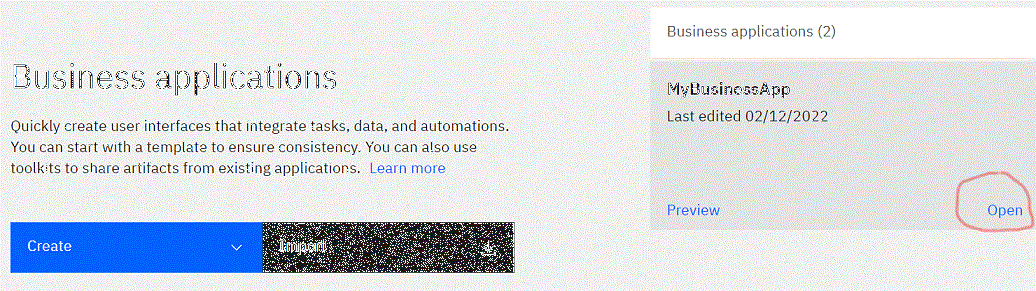 Business applications
Quickly create user interfaces that integrate tasks, data, and automations.
You can start with a template to ensure consistency. You can also use
toolkits to share artifacts from existing applications. Learn more
Create
Import
Business applications (2)
MyBusinessApp
Last edited 02/12/2022
Preview
Open